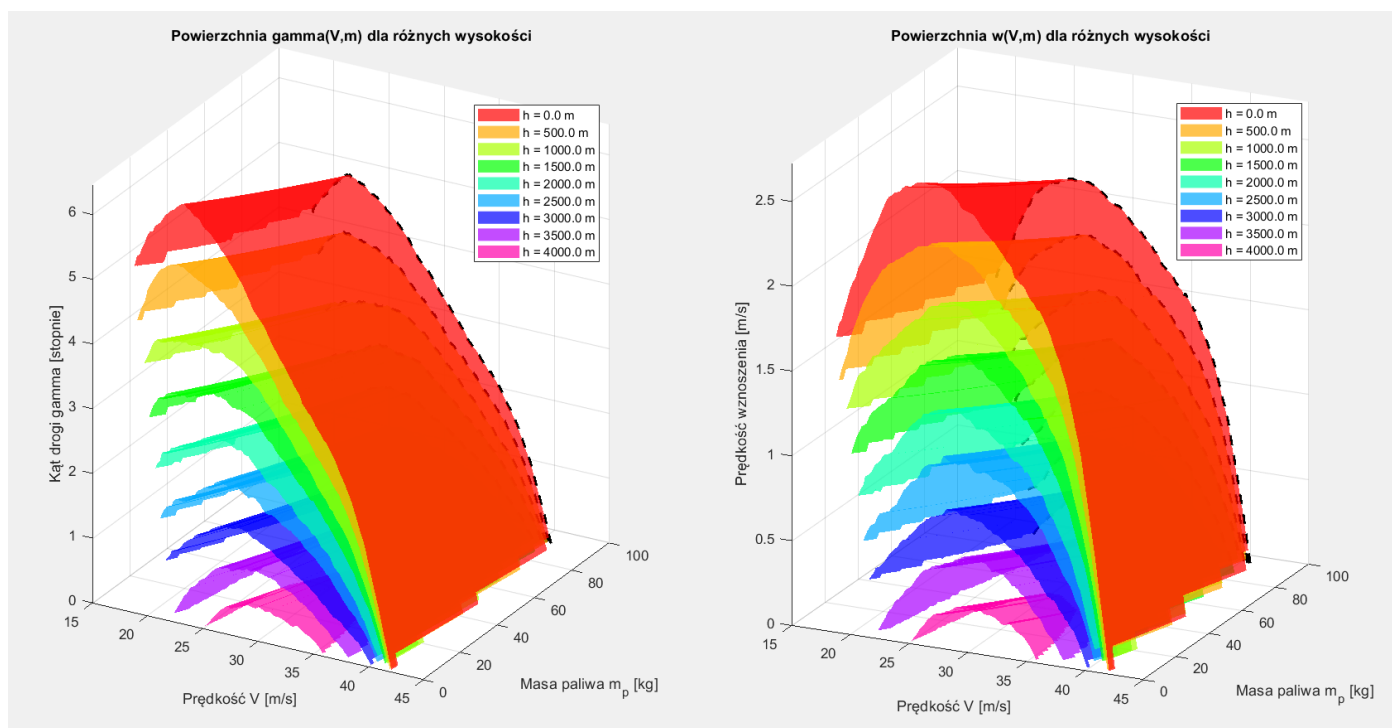 Powierzchnia gamma(V,m) dla różnych wysokości
h = 0.0 m
h = 500.0 m
h = 1000.0 m
h = 1500.0 m
h = 2000.0 m
h = 2500.0 m
h = 3000.0 m
h = 3500.0 m
h = 4000.0 m
Kąt drogi gamma [stopnie]
6
5
4
3
2
1
0
15
20
25
30
35
40
45
Prędkość V [m/s]
0
20
40
60
80
100
Masa paliwa m_p [kg]
Powierzchnia w(V,m) dla różnych wysokości
h = 0.0 m
h = 500.0 m
h = 1000.0 m
h = 1500.0 m
h = 2000.0 m
h = 2500.0 m
h = 3000.0 m
h = 3500.0 m
h = 4000.0 m
Prędkość wznoszenia [m/s]
2.5
2
1.5
1
0.5
0
15
20
25
30
35
40
45
Prędkość V [m/s]
0
20
40
60
80
100
Masa paliwa m_p [kg]